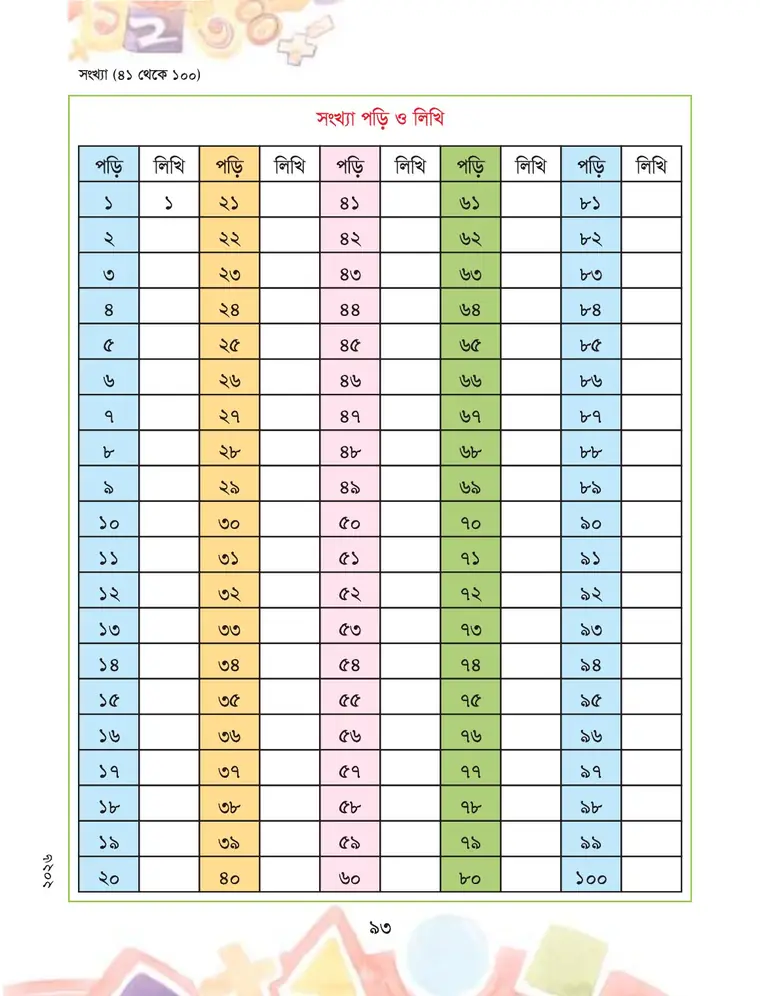 সংখ্যা (৪১ থেকে ১০০)
সংখ্যা পড়ি ও লিখি
পড়ি লিখি পড়ি লিখি পড়ি লিখি পড়ি লিখি পড়ি লিখি
১ ১ ২১ ৪১ ৬১ ৮১
২ ২২ ৪২ ৬২ ৮২
৩ ২৩ ৪৩ ৬৩ ৮৩
৪ ২৪ ৪৪ ৬৪ ৮৪
৫ ২৫ ৪৫ ৬৫ ৮৫
৬ ২৬ ৪৬ ৬৬ ৮৬
৭ ২৭ ৪৭ ৬৭ ৮৭
৮ ২৮ ৪৮ ৬৮ ৮৮
৯ ২৯ ৪৯ ৬৯ ৮৯
১০ ৩০ ৫০ ৭০ ৯০
১১ ৩১ ৫১ ৭১ ৯১
১২ ৩২ ৫২ ৭২ ৯২
১৩ ৩৩ ৫৩ ৭৩ ৯৩
১৪ ৩৪ ৫৪ ৭৪ ৯৪
১৫ ৩৫ ৫৫ ৭৫ ৯৫
১৬ ৩৬ ৫৬ ৭৬ ৯৬
১৭ ৩৭ ৫৭ ৭৭ ৯৭
১৮ ৩৮ ৫৮ ৭৮ ৯৮
১৯ ৩৯ ৫৯ ৭৯ ৯৯
২০ ৪০ ৬০ ৮০ ১০০
২০২৬
৯৩